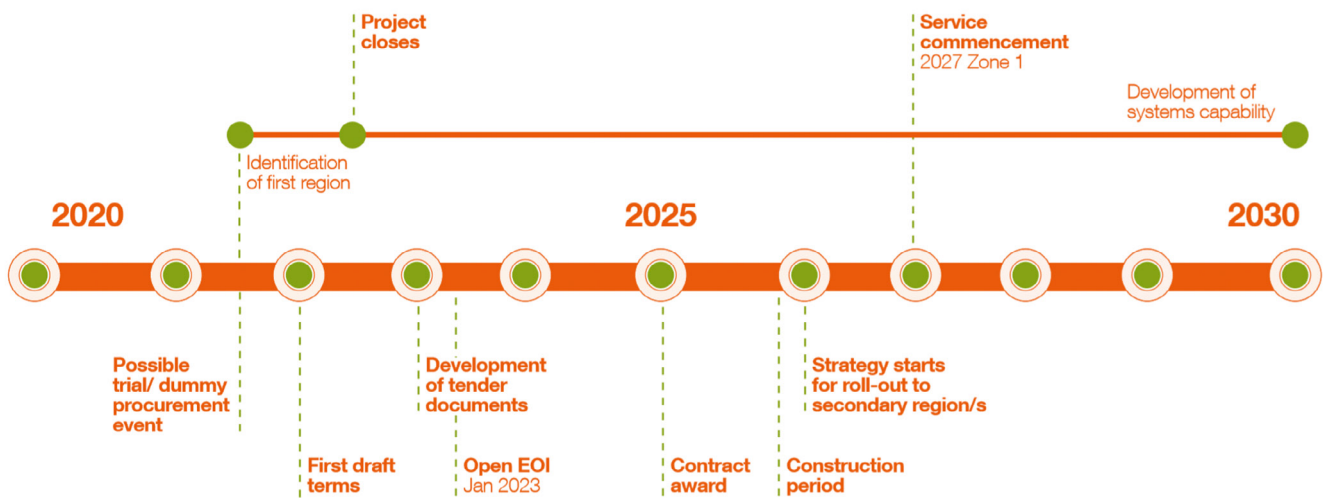 Project
closes
Service
commencement
2027 Zone 1
Development of
systems capability
Identification
of first region
2020
2025
2030
Possible
trial/ dummy
procurement
event
Development
of tender
documents
Strategy starts
for roll-out to
secondary region/s
First draft
terms
Open EOI
Jan 2023
Contract
award
Construction
period